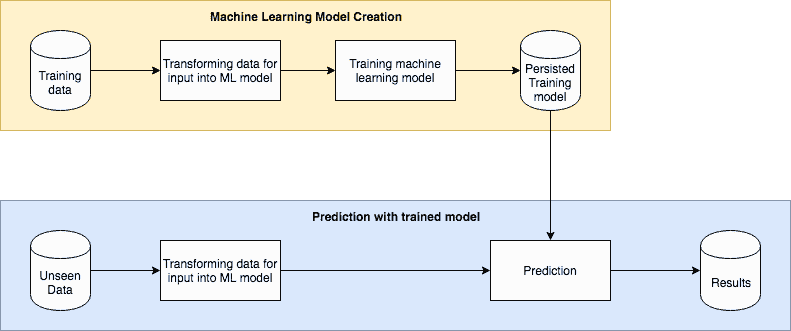 Machine Learning Model Creation
Training
data
Transforming data for
input into ML model
Training machine
learning model
Persisted
Training
model
Prediction with trained model
Unseen
Data
Transforming data for
input into ML model
Prediction
Results